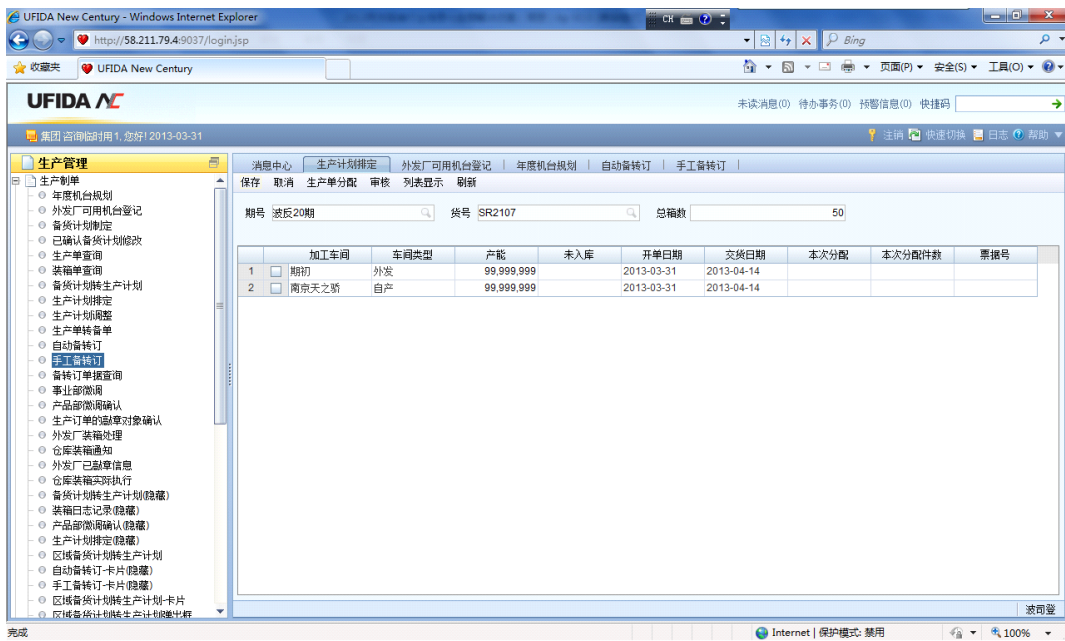 UFIDA New Century - Windows Internet Explorer
CH
http://58.211.79.4:9037/login.jsp
Bing
收藏夹 UFIDA New Century
页面(P) 安全(S) 工具(O)
UFIDA NC
未读消息(0) 待办事务(0) 预警信息(0) 快捷码
集团 咨询临时用1,您好! 2013-03-31
注销 快速切换 日志 帮助
生产管理
消息中心 生产计划排定 外发厂可用机台登记 年度机台规划 自动备转订 手工备转订
保存 取消 生产单分配 审核 列表显示 刷新
期号 波反20期 货号 SR2107 总箱数 50
加工车间 车间类型 产能 未入库 开单日期 交货日期 本次分配 本次分配件数 票据号
1 期初 外发 99,999,999 2013-03-31 2013-04-14
2 南京天之骄 自产 99,999,999 2013-03-31 2013-04-14
生产制单
年度机台规划
外发厂可用机台登记
备货计划制定
已确认备货计划修改
生产单查询
装箱单查询
备货计划转生产计划
生产计划排定
生产计划调整
生产单转备单
自动备转订
手工备转订
备转订单据查询
事业部微调
产品部微调确认
生产订单的敲章对象确认
外发厂装箱处理
仓库装箱通知
外发厂已敲章信息
仓库装箱实际执行
备货计划转生产计划(隐藏)
装箱日志记录(隐藏)
产品部微调确认(隐藏)
生产计划排定(隐藏)
区域备货计划转生产计划
自动备转订-卡片(隐藏)
手工备转订-卡片(隐藏)
区域备货计划转生产计划-卡片
区域备货计划转生产计划弹出框
波司登
完成
Internet | 保护模式: 禁用
100%